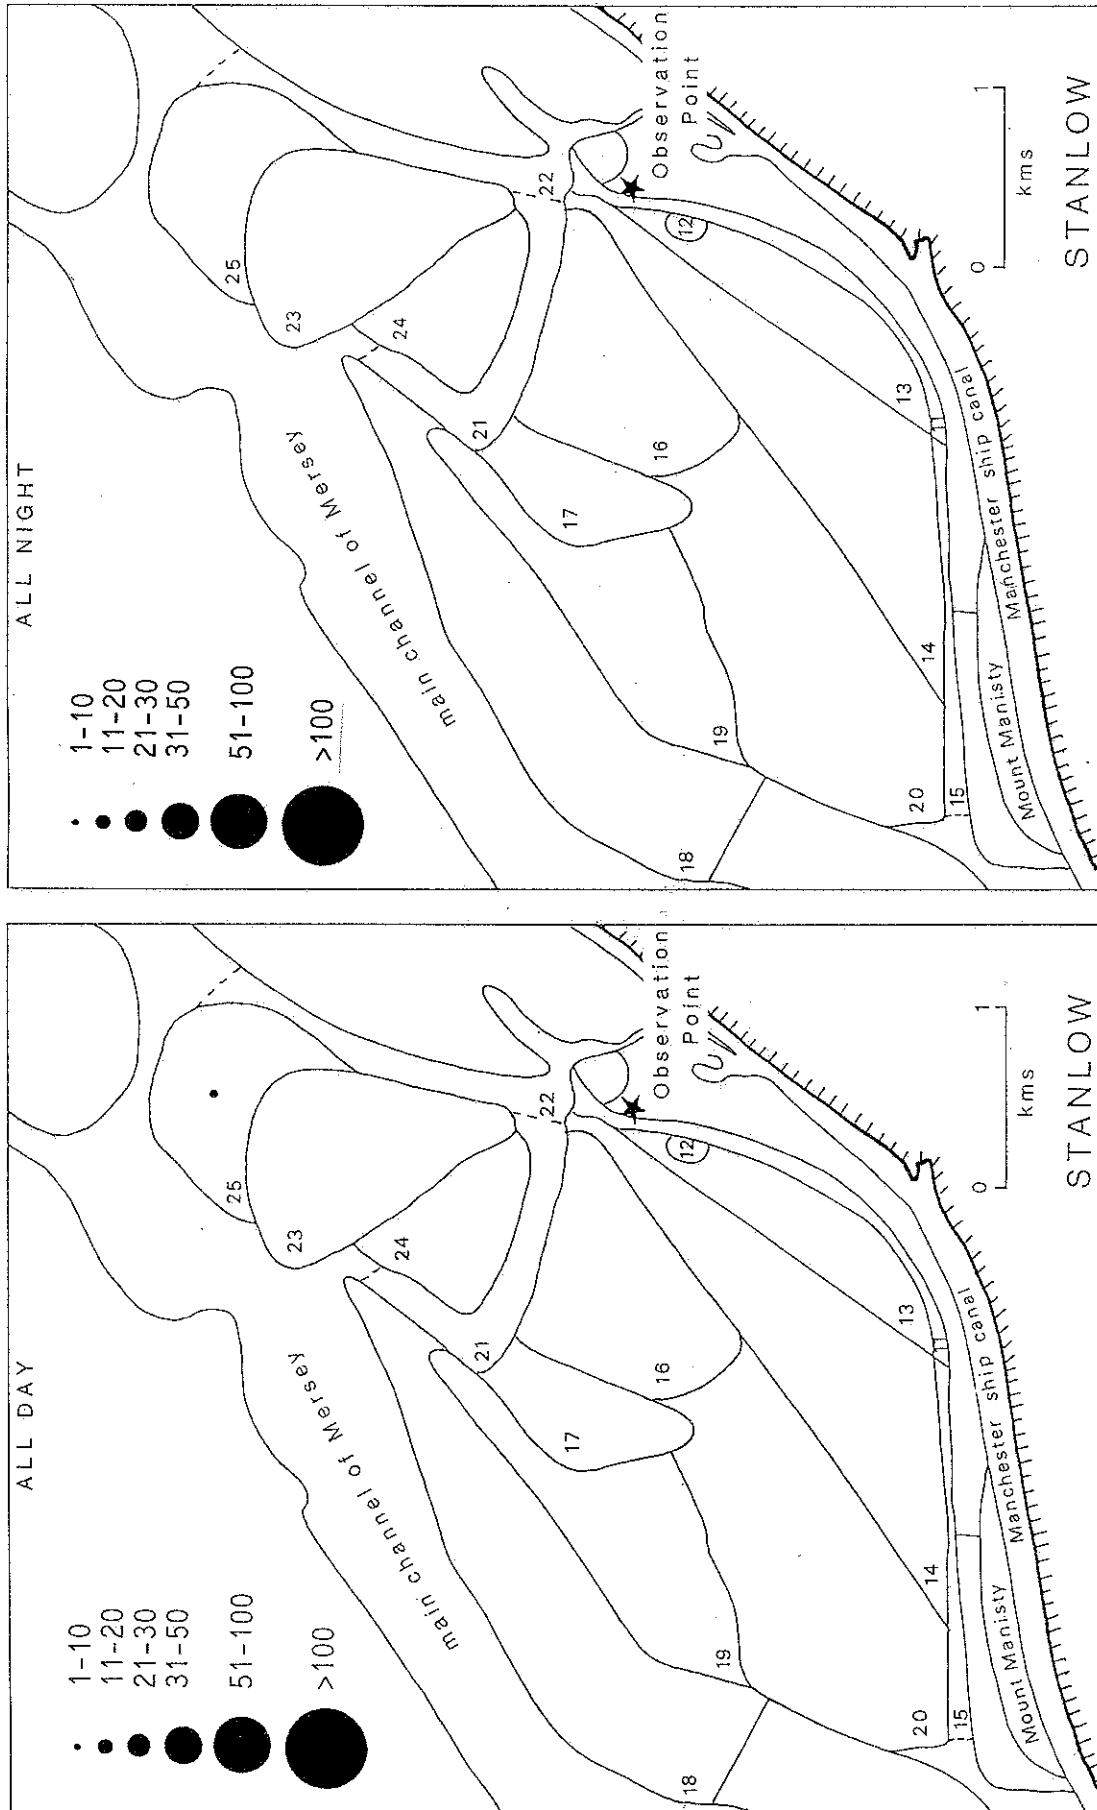 ALL DAY
1-10
11-20
21-30
31-50
51-100
>100
main channel of Mersey
25
23
24
22
21
Observation
Point
12
16
17
13
11
14
19
18
20
15
Mount Manisty
Manchester ship canal
0
1
kms
STANLOW
ALL NIGHT
1-10
11-20
21-30
31-50
51-100
>100
main channel of Mersey
25
23
24
22
21
Observation
Point
12
16
17
13
11
14
19
18
20
15
Mount Manisty
Manchester ship canal
0
1
kms
STANLOW